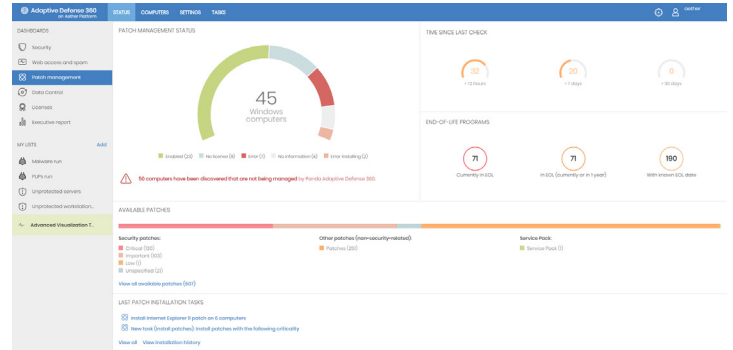 Adaptive Defense 360
on Aether Platform
STATUS COMPUTERS SETTINGS TASKS
aether
DASHBOARDS
Security
Web access and spam
Patch management
Data Control
Licenses
Executive report
MY LISTS Add
Malware run
PUPs run
Unprotected servers
Unprotected workstation...
Advanced Visualization T...
PATCH MANAGEMENT STATUS
45
Windows
computers
Enabled (23) No license (9) Error (7) No information (4) Error installing (2)
50 computers have been discovered that are not being managed by Panda Adaptive Defense 360.
TIME SINCE LAST CHECK
32
> 72 hours
20
> 7 days
0
> 30 days
END-OF-LIFE PROGRAMS
71
Currently in EOL
71
In EOL (currently or in 1 year)
190
With known EOL date
AVAILABLE PATCHES
Security patches:
Critical (130)
Important (103)
Low (1)
Unspecified (21)
Other patches (non-security-related):
Patches (251)
Service Pack:
Service Pack (1)
View all available patches (507)
LAST PATCH INSTALLATION TASKS
Install Internet Explorer 11 patch on 6 computers
New task (Install patches): Install patches with the following criticality
View all View installation history